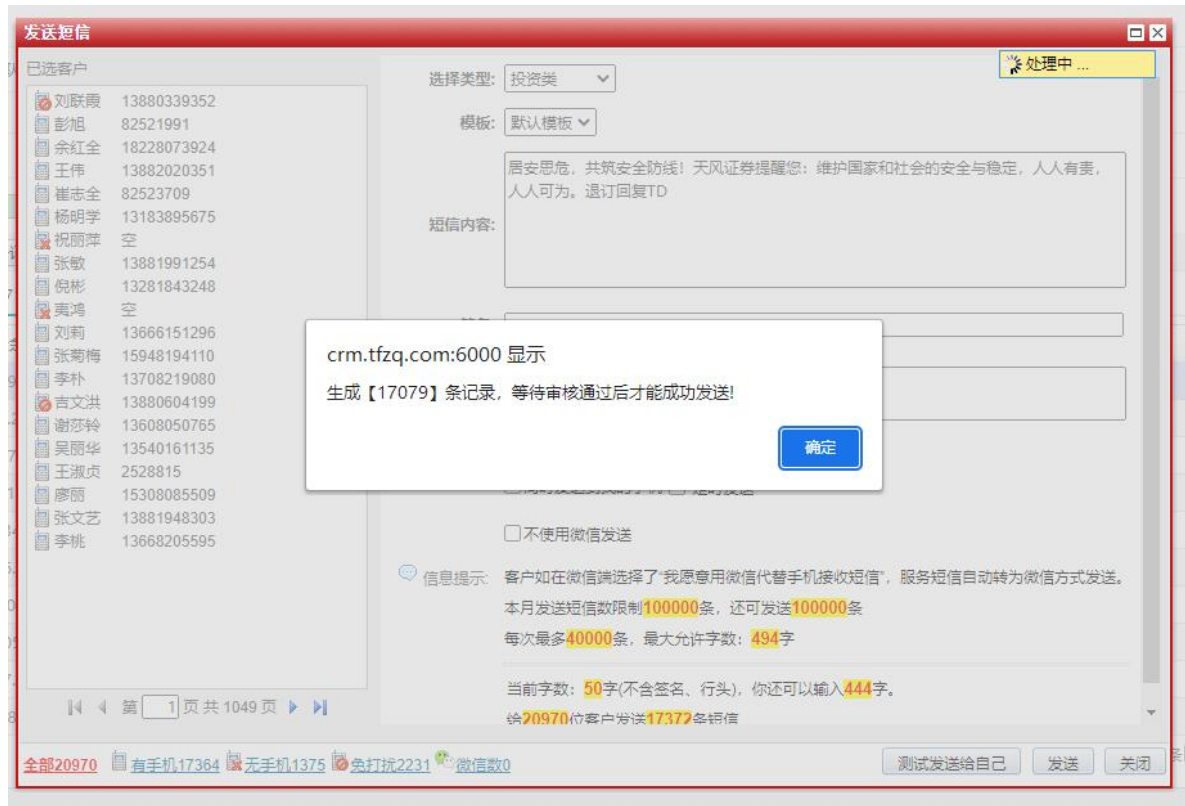 发送短信
已选客户
处理中 ...
选择类型: 投资类
模板: 默认模板
短信内容:
居安思危，共筑安全防线！天风证券提醒您：维护国家和社会的安全与稳定，人人有责，
人人可为。退订回复TD
刘联霞 13880339352
彭旭 82521991
余红全 18228073924
王伟 13882020351
崔志全 82523709
杨明学 13183895675
祝丽萍 空
张敏 13881991254
倪彬 13281843248
夷鸿 空
刘莉 13666151296
张菊梅 15948194110
李朴 13708219080
吉文洪 13880604199
谢莎铃 13608050765
吴丽华 13540161135
王淑贞 2528815
廖丽 15308085509
张文艺 13881948303
李桃 13668205595
crm.tfzq.com:6000 显示
生成【17079】条记录，等待审核通过后才能成功发送!
确定
不使用微信发送
信息提示:
客户如在微信端选择了“我愿意用微信代替手机接收短信”，服务短信自动转为微信方式发送。
本月发送短信数限制100000条，还可发送100000条
每次最多40000条，最大允许字数：494字
当前字数：50字(不含签名、行头)，你还可以输入444字。
给20970位客户发送17372条短信
第 1 页 共 1049 页
全部20970 有手机17364 无手机1375 免打扰2231 微信数0
测试发送给自己 发送 关闭